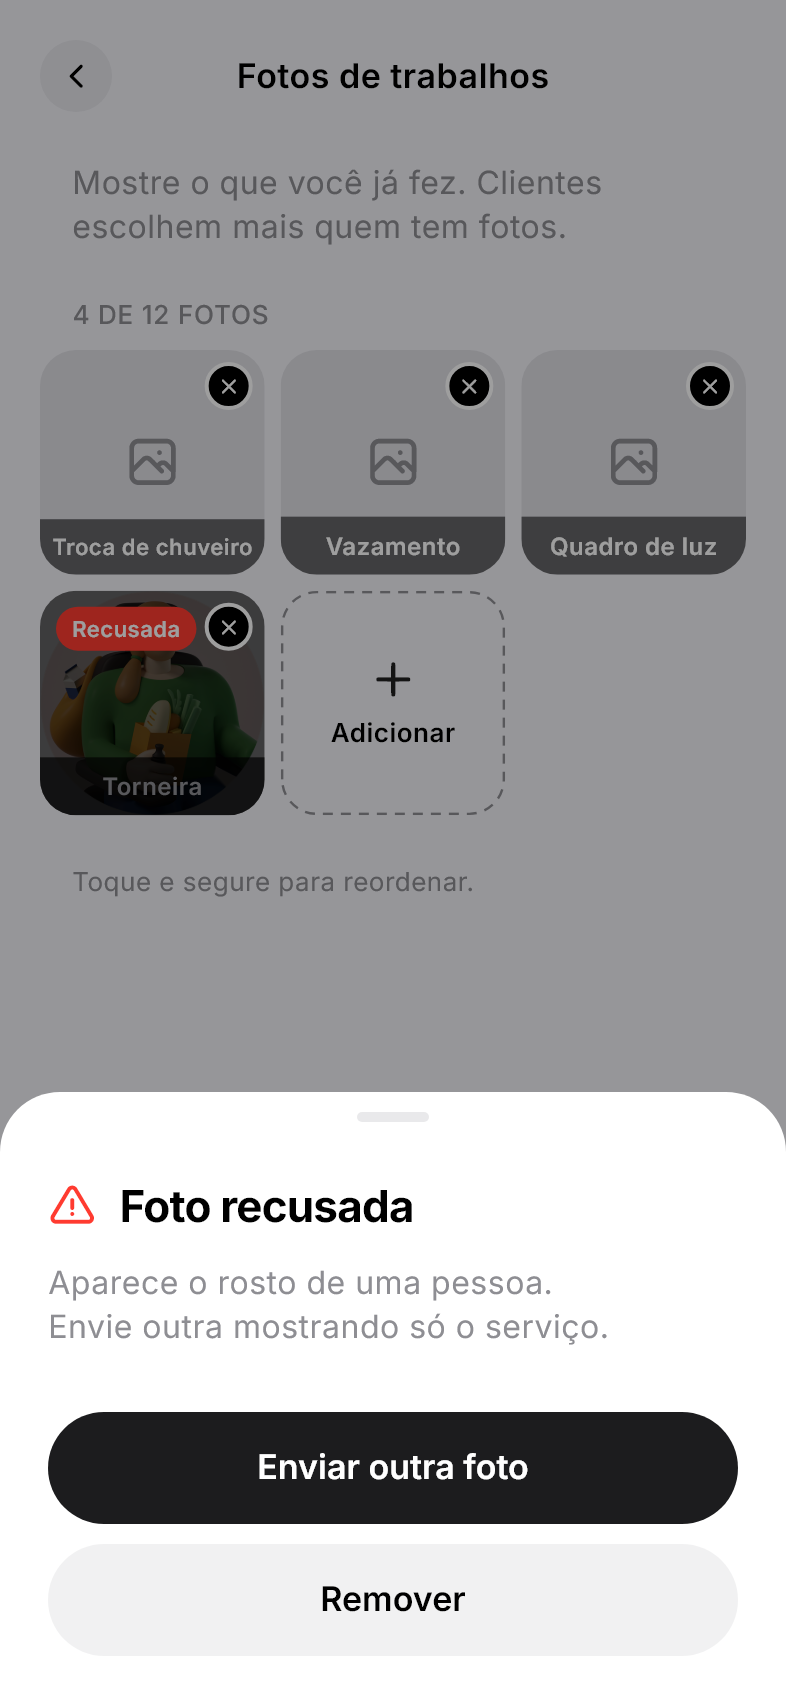 Fotos de trabalhos
Mostre o que você já fez. Clientes
escolhem mais quem tem fotos.
4 DE 12 FOTOS
Troca de chuveiro
Vazamento
Quadro de luz
Recusada
Torneira
Adicionar
Toque e segure para reordenar.
Foto recusada
Aparece o rosto de uma pessoa.
Envie outra mostrando só o serviço.
Enviar outra foto
Remover